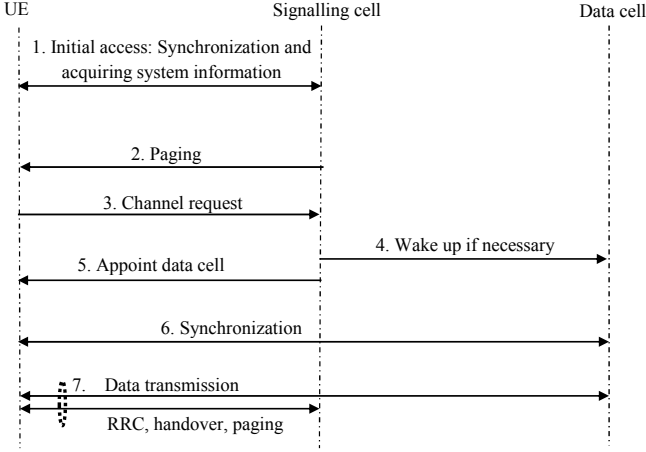 UE
Signalling cell
Data cell
1. Initial access: Synchronization and
acquiring system information
2. Paging
3. Channel request
4. Wake up if necessary
5. Appoint data cell
6. Synchronization
7. Data transmission
RRC, handover, paging